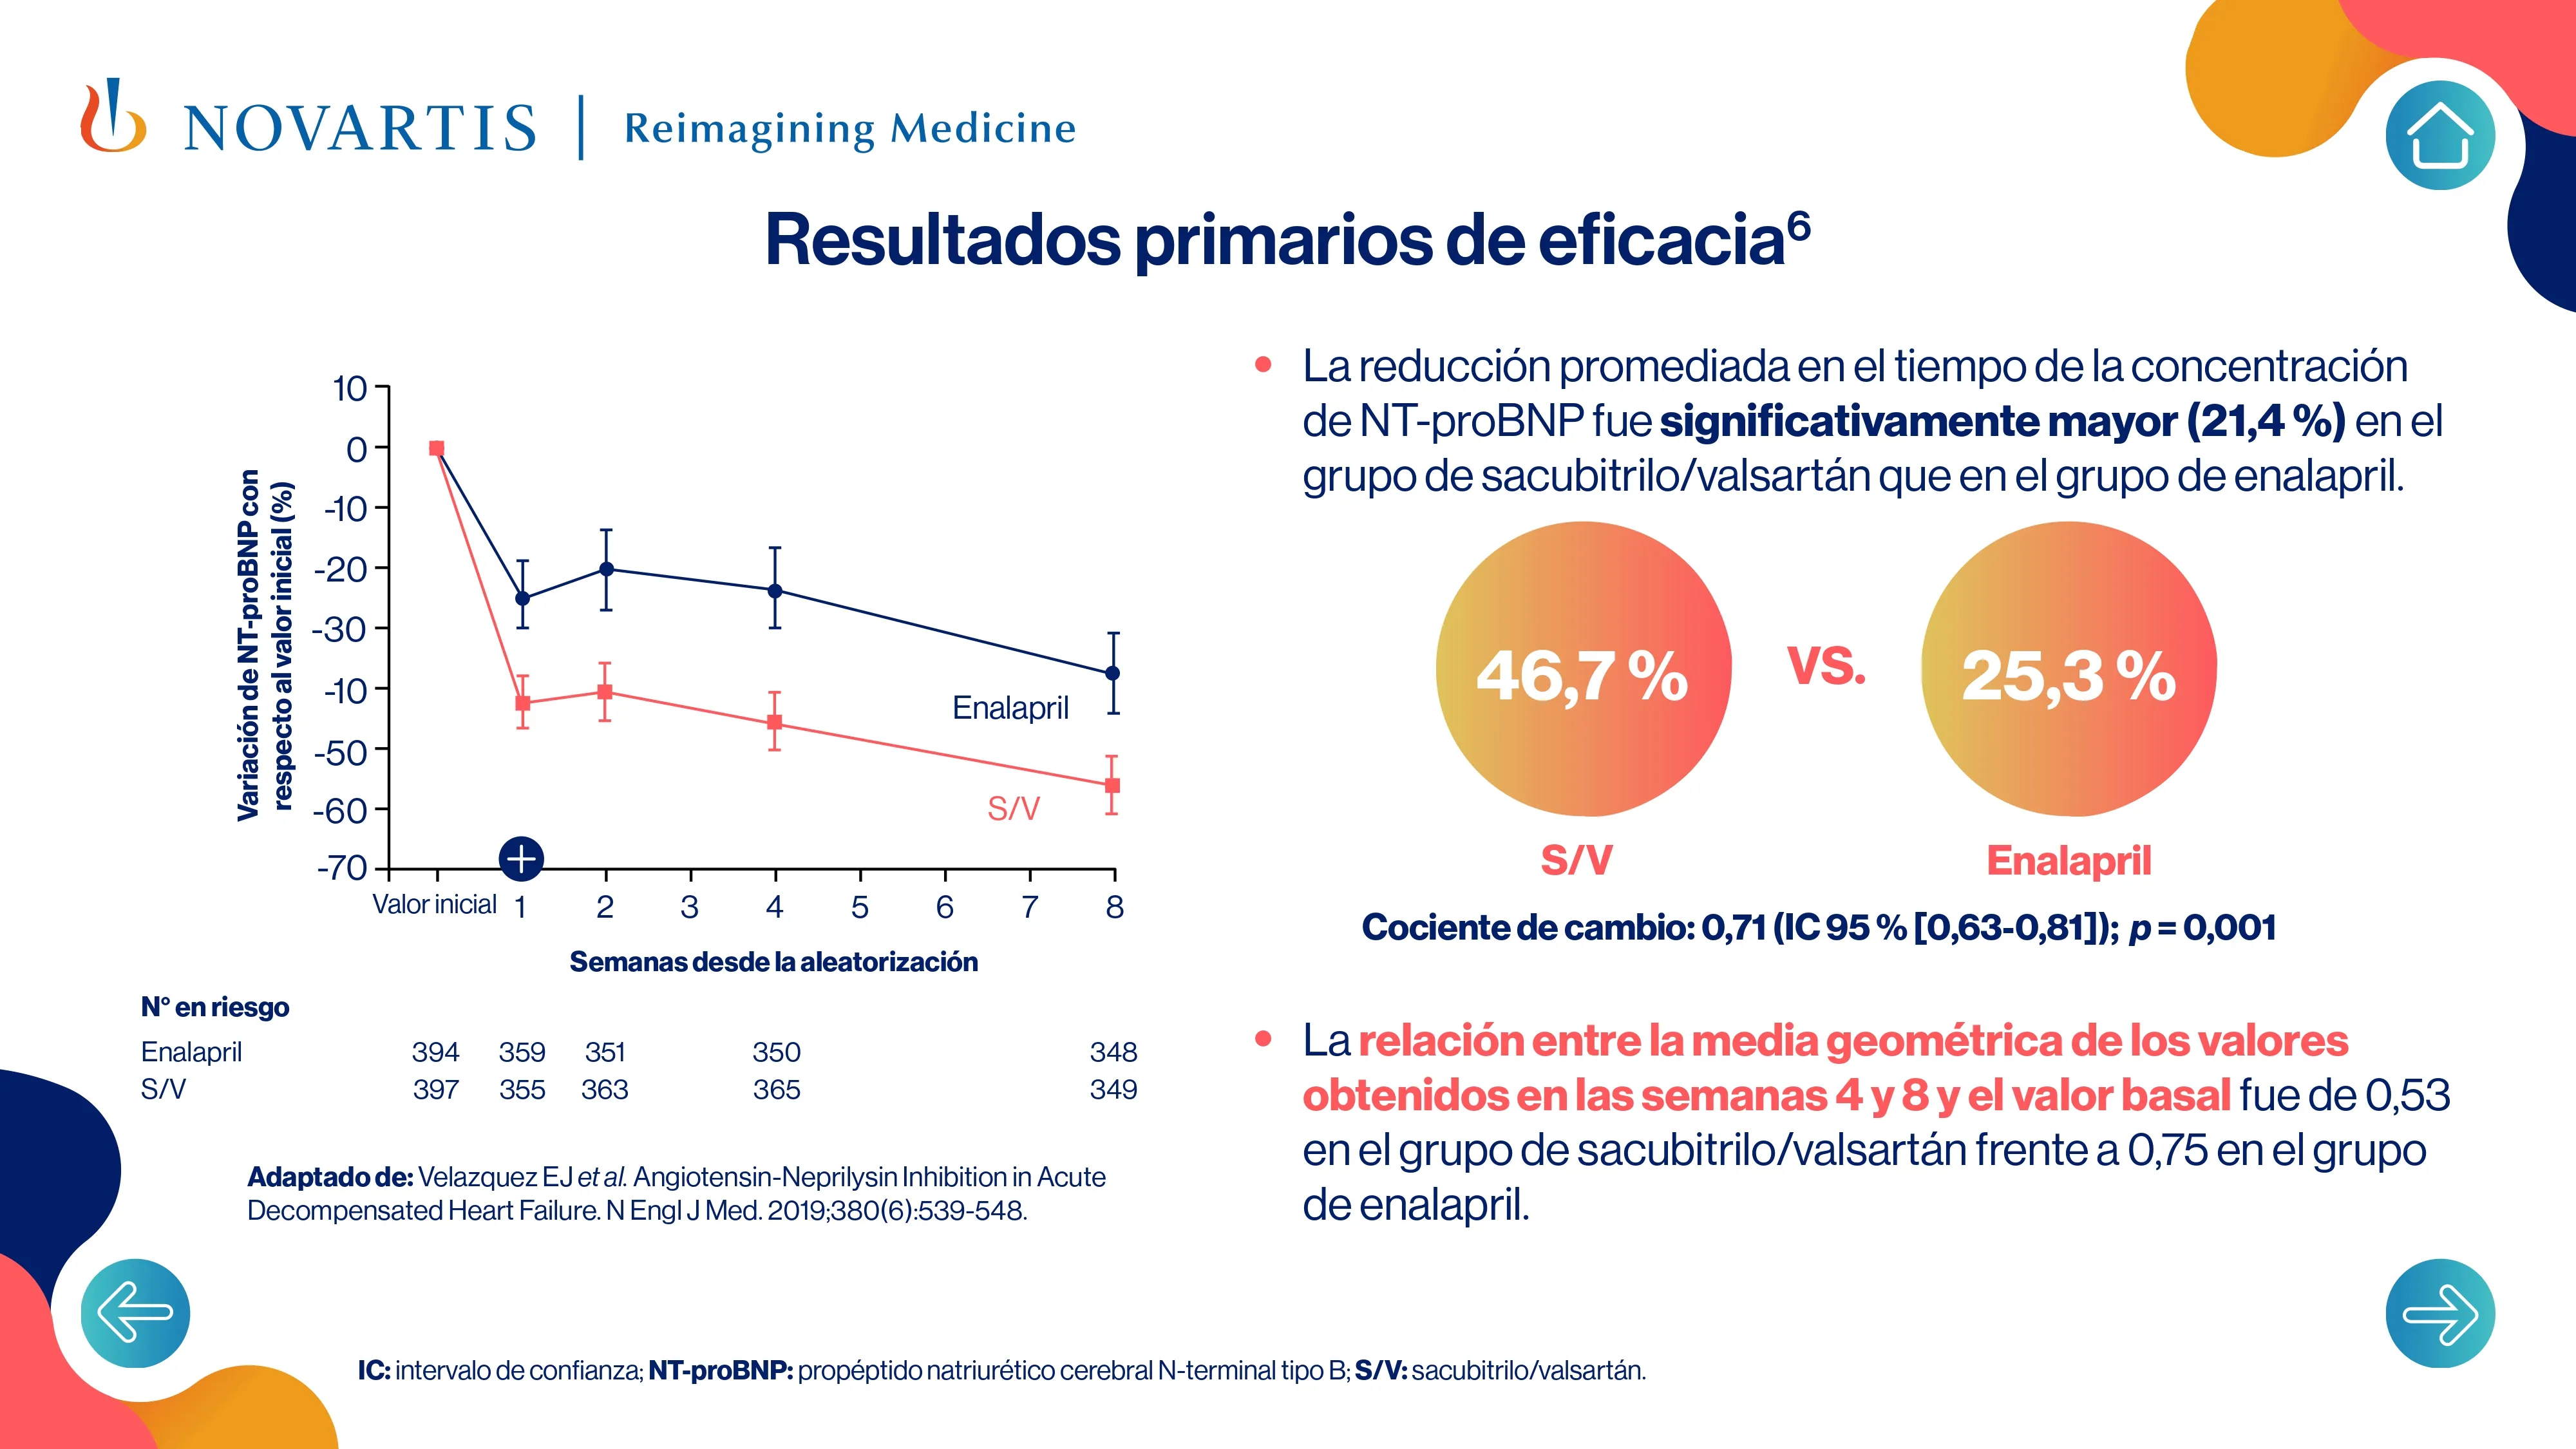 NOVARTIS | Reimagining Medicine
Resultados primarios de eficacia⁶
Variación de NT-proBNP con
respecto al valor inicial (%)
10
0
-10
-20
-30
-10
-50
-60
-70
Enalapril
S/V
Valor inicial 1 2 3 4 5 6 7 8
Semanas desde la aleatorización
N° en riesgo
Enalapril 394 359 351 350 348
S/V 397 355 363 365 349
Adaptado de: Velazquez EJ et al. Angiotensin-Neprilysin Inhibition in Acute
Decompensated Heart Failure. N Engl J Med. 2019;380(6):539-548.
• La reducción promediada en el tiempo de la concentración
de NT-proBNP fue significativamente mayor (21,4 %) en el
grupo de sacubitrilo/valsartán que en el grupo de enalapril.
46,7 % VS. 25,3 %
S/V Enalapril
Cociente de cambio: 0,71 (IC 95 % [0,63-0,81]); p = 0,001
• La relación entre la media geométrica de los valores
obtenidos en las semanas 4 y 8 y el valor basal fue de 0,53
en el grupo de sacubitrilo/valsartán frente a 0,75 en el grupo
de enalapril.
IC: intervalo de confianza; NT-proBNP: propéptido natriurético cerebral N-terminal tipo B; S/V: sacubitrilo/valsartán.